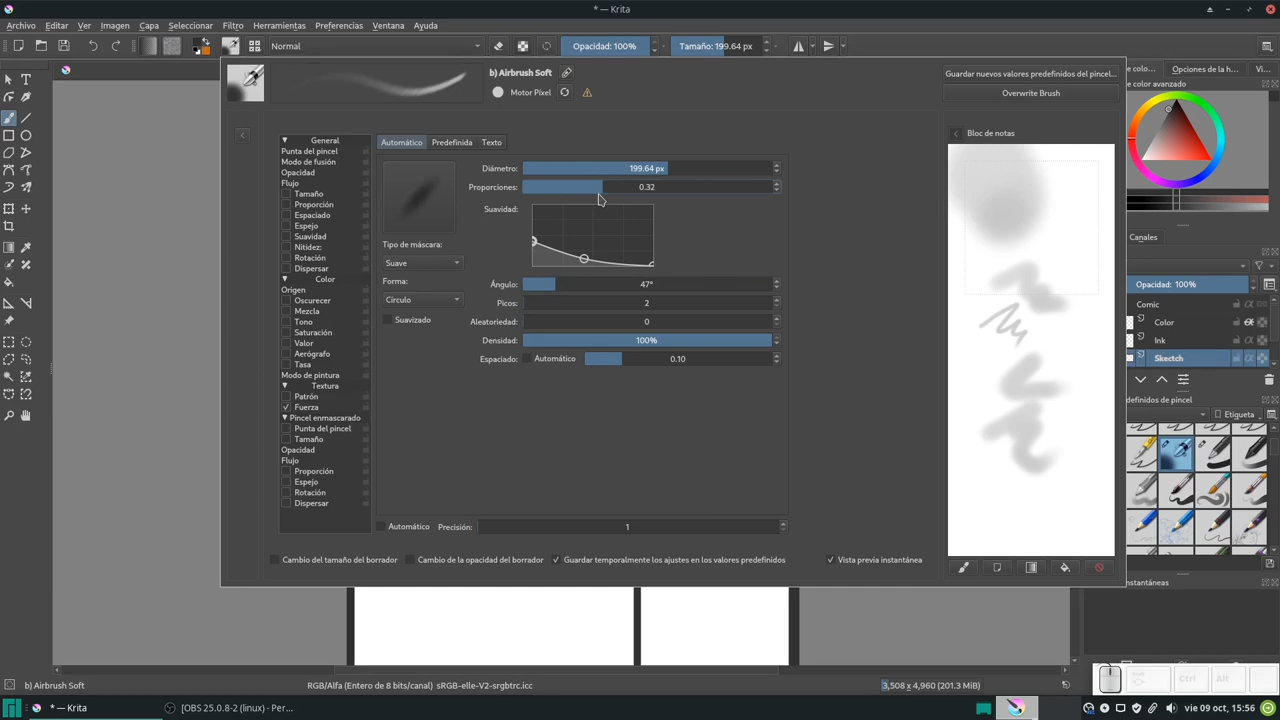 * — Krita
Archivo Editar Ver Imagen Capa Seleccionar Filtro Herramientas Preferencias Ventana Ayuda
Normal Opacidad: 100% Tamaño: 199.64 px
b) Airbrush Soft
Motor Pixel
Guardar nuevos valores predefinidos del pincel...
Overwrite Brush
Opciones de la h... Vi...
color avanzado
General
Punta del pincel
Modo de fusión
Opacidad
Flujo
Tamaño
Proporción
Espaciado
Espejo
Suavidad
Nitidez:
Rotación
Dispersar
Color
Origen
Oscurecer
Mezcla
Tono
Saturación
Valor
Aerógrafo
Tasa
Modo de pintura
Textura
Patrón
Fuerza
Pincel enmascarado
Punta del pincel
Tamaño
Opacidad
Flujo
Proporción
Espejo
Rotación
Dispersar
Automático Predefinida Texto
Diámetro: 199.64 px
Proporciones: 0.32
Suavidad:
Tipo de máscara:
Suave
Forma:
Círculo
Suavizado
Ángulo: 47°
Picos: 2
Aleatoriedad: 0
Densidad: 100%
Espaciado: Automático 0.10
Automático Precisión: 1
Cambio del tamaño del borrador Cambio de la opacidad del borrador Guardar temporalmente los ajustes en los valores predefinidos Vista previa instantánea
Bloc de notas
Canales
Opacidad: 100%
Comic
Color
Ink
Skectch
definidos de pincel
Etiqueta
instantáneas
b) Airbrush Soft RGB/Alfa (Entero de 8 bits/canal) sRGB-elle-V2-srgbtrc.icc 3,508 x 4,960 (201.3 MiB)
Ctrl Alt
* — Krita [OBS 25.0.8-2 (linux) - Per... vie 09 oct, 15:56